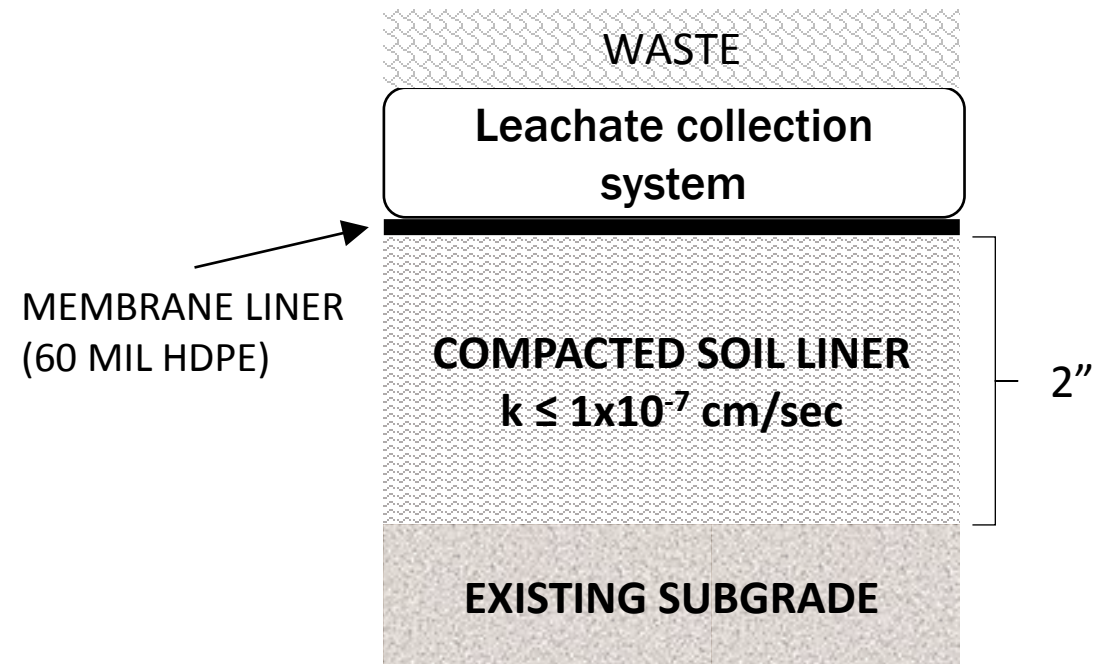 WASTE
Leachate collection
system
MEMBRANE LINER
(60 MIL HDPE)
COMPACTED SOIL LINER
k ≤ 1x10⁻⁷ cm/sec
2”
EXISTING SUBGRADE